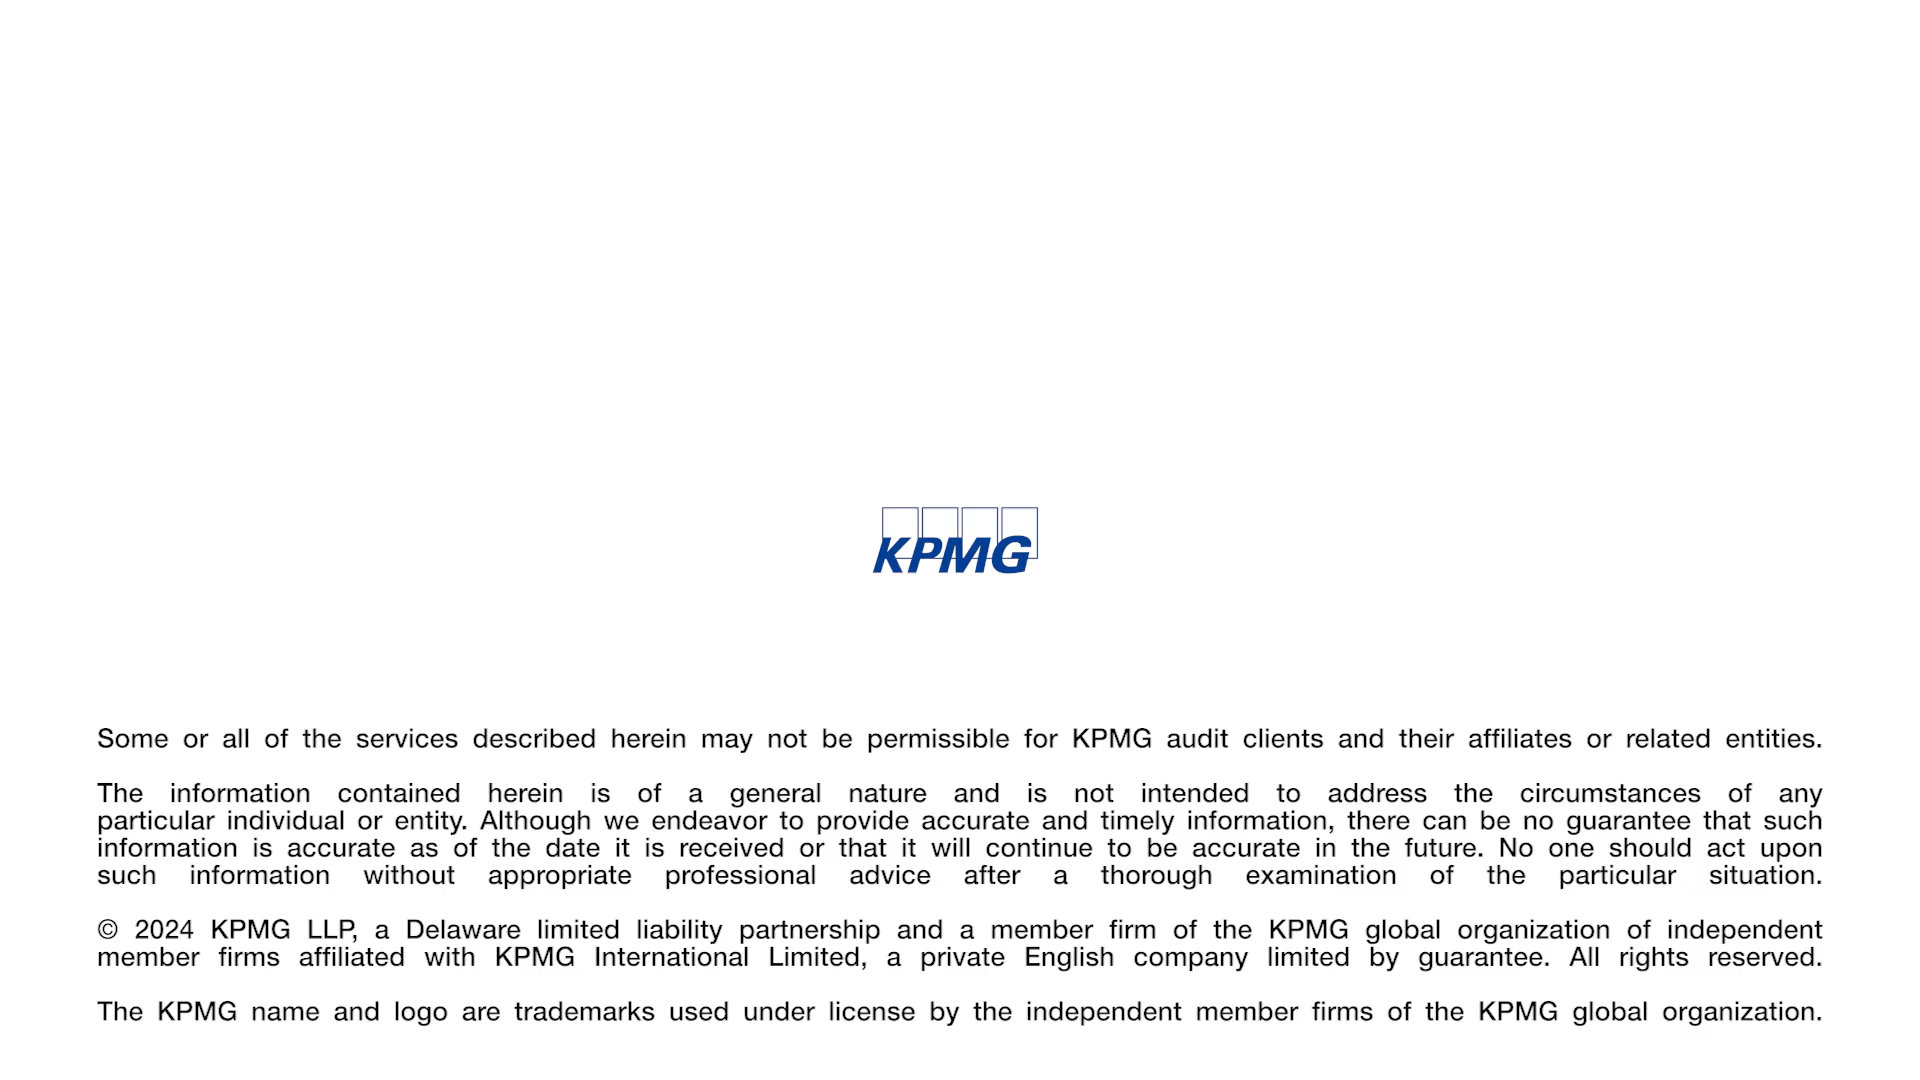 KPMG
Some or all of the services described herein may not be permissible for KPMG audit clients and their affiliates or related entities.
The information contained herein is of a general nature and is not intended to address the circumstances of any
particular individual or entity. Although we endeavor to provide accurate and timely information, there can be no guarantee that such
information is accurate as of the date it is received or that it will continue to be accurate in the future. No one should act upon
such information without appropriate professional advice after a thorough examination of the particular situation.
© 2024 KPMG LLP, a Delaware limited liability partnership and a member firm of the KPMG global organization of independent
member firms affiliated with KPMG International Limited, a private English company limited by guarantee. All rights reserved.
The KPMG name and logo are trademarks used under license by the independent member firms of the KPMG global organization.